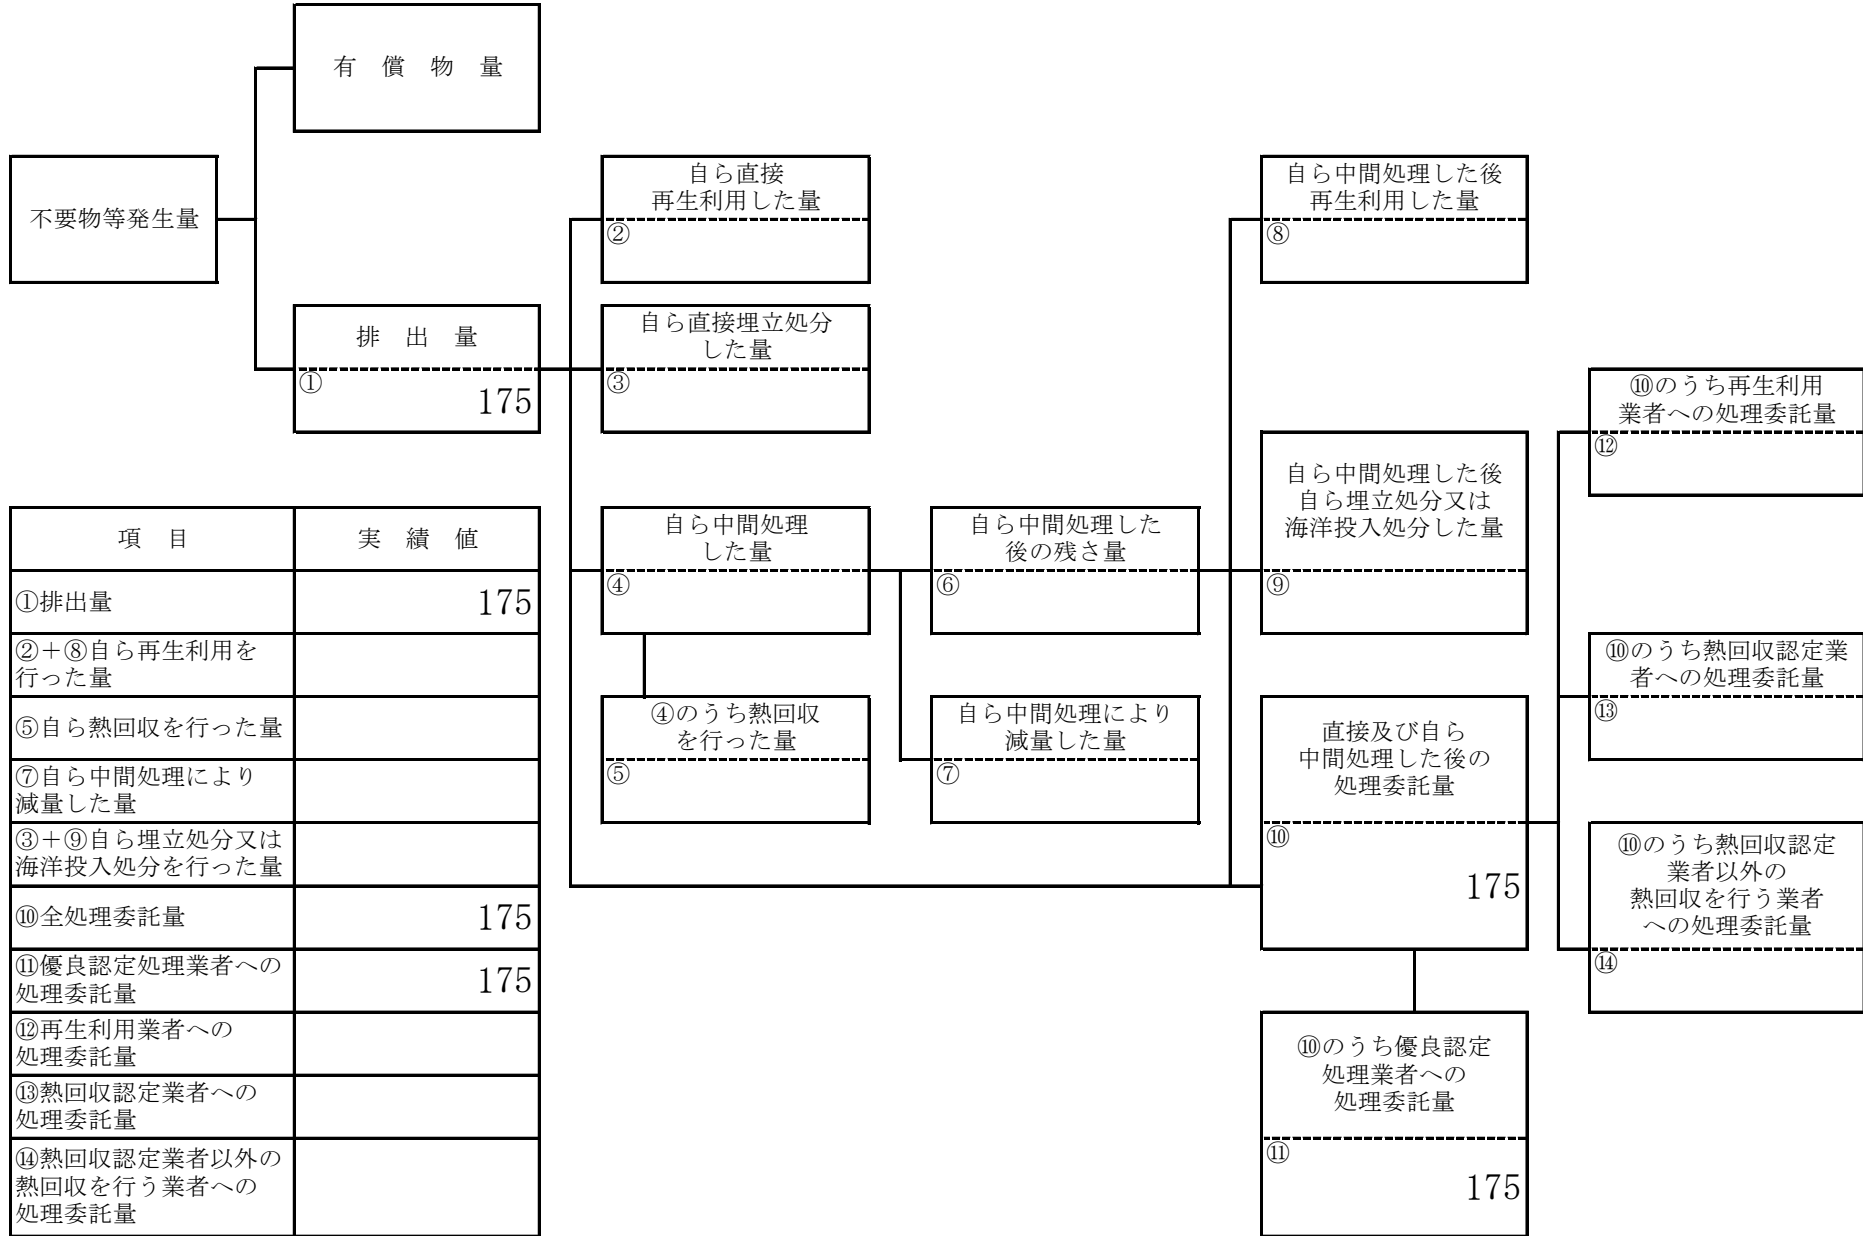 有 償 物 量
不要物等発生量
排 出 量
①
175
自ら直接
再生利用した量
②
自ら直接埋立処分
した量
③
自ら中間処理
した量
④
④のうち熱回収
を行った量
⑤
自ら中間処理した
後の残さ量
⑥
自ら中間処理により
減量した量
⑦
自ら中間処理した後
再生利用した量
⑧
自ら中間処理した後
自ら埋立処分又は
海洋投入処分した量
⑨
直接及び自ら
中間処理した後の
処理委託量
⑩
175
⑩のうち優良認定
処理業者への
処理委託量
⑪
175
⑩のうち再生利用
業者への処理委託量
⑫
⑩のうち熱回収認定業
者への処理委託量
⑬
⑩のうち熱回収認定
業者以外の
熱回収を行う業者
への処理委託量
⑭
項 目 実 績 値
①排出量 175
②+⑧自ら再生利用を
行った量
⑤自ら熱回収を行った量
⑦自ら中間処理により
減量した量
③+⑨自ら埋立処分又は
海洋投入処分を行った量
⑩全処理委託量 175
⑪優良認定処理業者への
処理委託量 175
⑫再生利用業者への
処理委託量
⑬熱回収認定業者への
処理委託量
⑭熱回収認定業者以外の
熱回収を行う業者への
処理委託量